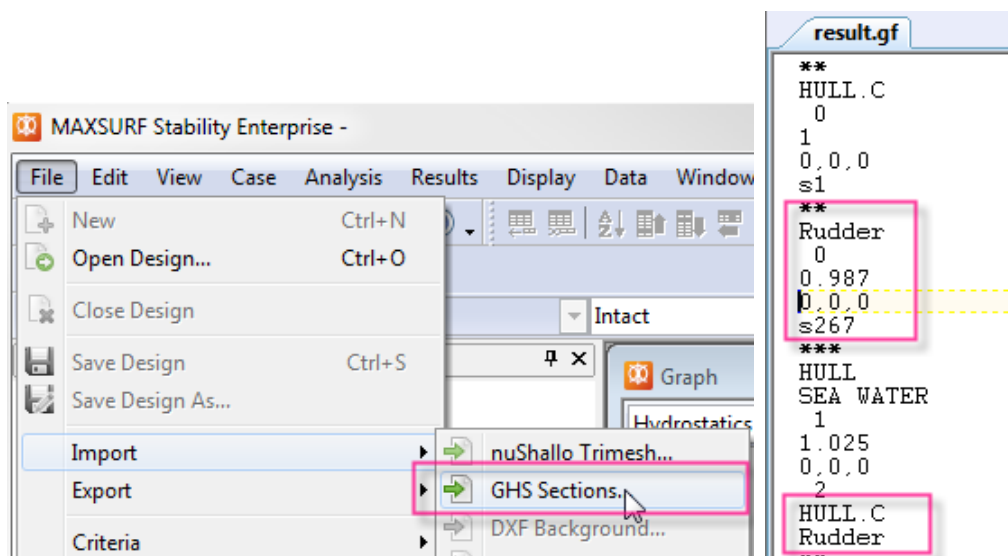 MAXSURF Stability Enterprise -
File Edit View Case Analysis Results Display Data Window
New Ctrl+N
Open Design... Ctrl+O
Close Design
Intact
Save Design Ctrl+S
Save Design As...
Graph
Hydrostatics
Import
nuShallo Trimesh...
Export
GHS Sections...
DXF Background...
Criteria
result.gf
**
HULL.C
0
1
0,0,0
s1
**
Rudder
0
0.987
0,0,0
s267
***
HULL
SEA WATER
1
1.025
0,0,0
2
HULL.C
Rudder